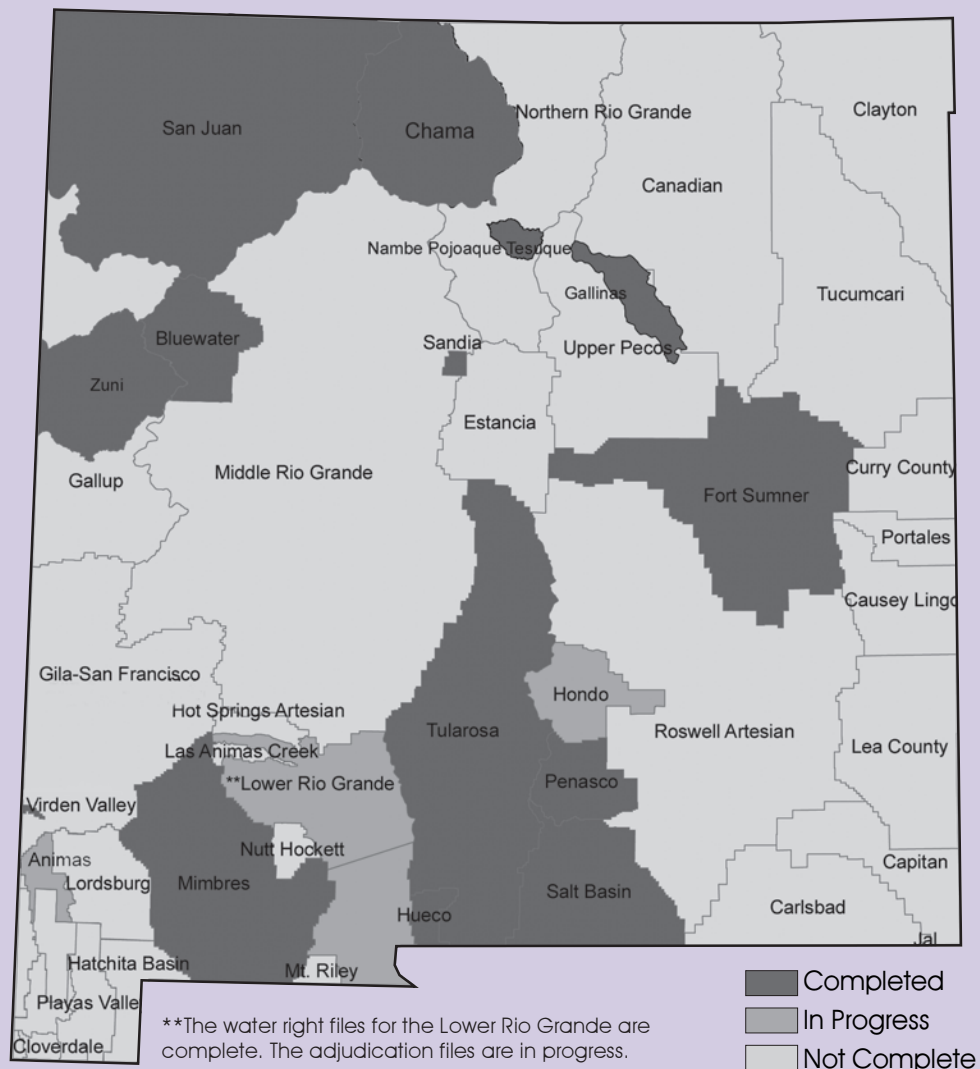 San Juan
Chama
Northern Rio Grande
Clayton
Canadian
Nambe Pojoaque Tesuque
Gallinas
Tucumcari
Bluewater
Sandia
Upper Pecos
Zuni
Estancia
Middle Rio Grande
Gallup
Curry County
Fort Sumner
Portales
Causey Lingo
Gila-San Francisco
Hondo
Hot Springs Artesian
Tularosa
Roswell Artesian
Lea County
Las Animas Creek
**Lower Rio Grande
Penasco
Virden Valley
Nutt Hockett
Animas
Lordsburg
Mimbres
Capitan
Salt Basin
Carlsbad
Hueco
Jal
Hatchita Basin
Mt. Riley
Playas Valle
Cloverdale
**The water right files for the Lower Rio Grande are
complete. The adjudication files are in progress.
Completed
In Progress
Not Complete